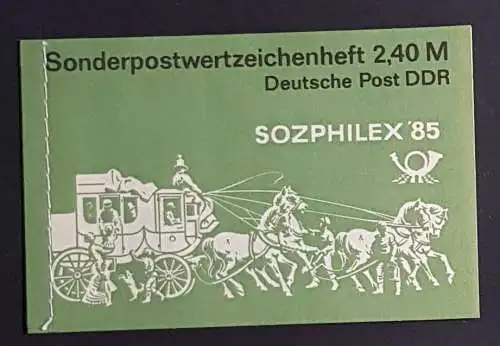 Sonderpostwertzeichenheft 2,40 M
Deutsche Post DDR
SOZPHILEX '85